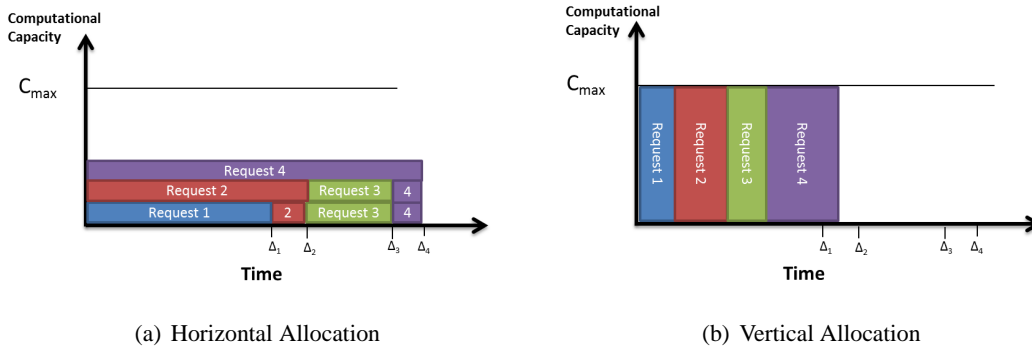 Computational
Capacity
C_max
Request 4
Request 2
Request 3
4
Request 1
2
Request 3
4
Δ₁
Δ₂
Δ₃
Δ₄
Time
(a) Horizontal Allocation
Computational
Capacity
C_max
Request 1
Request 2
Request 3
Request 4
Δ₁
Δ₂
Δ₃
Δ₄
Time
(b) Vertical Allocation